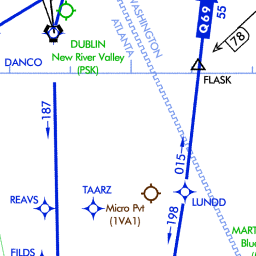 Q69
55
WASHINGTON
ATLANTA
78
DUBLIN
New River Valley
(PSK)
DANCO
FLASK
187
015
REAVS
TAARZ
Micro Pvt
(1VA1)
LUNDD
198
MART
Blue
FILDS